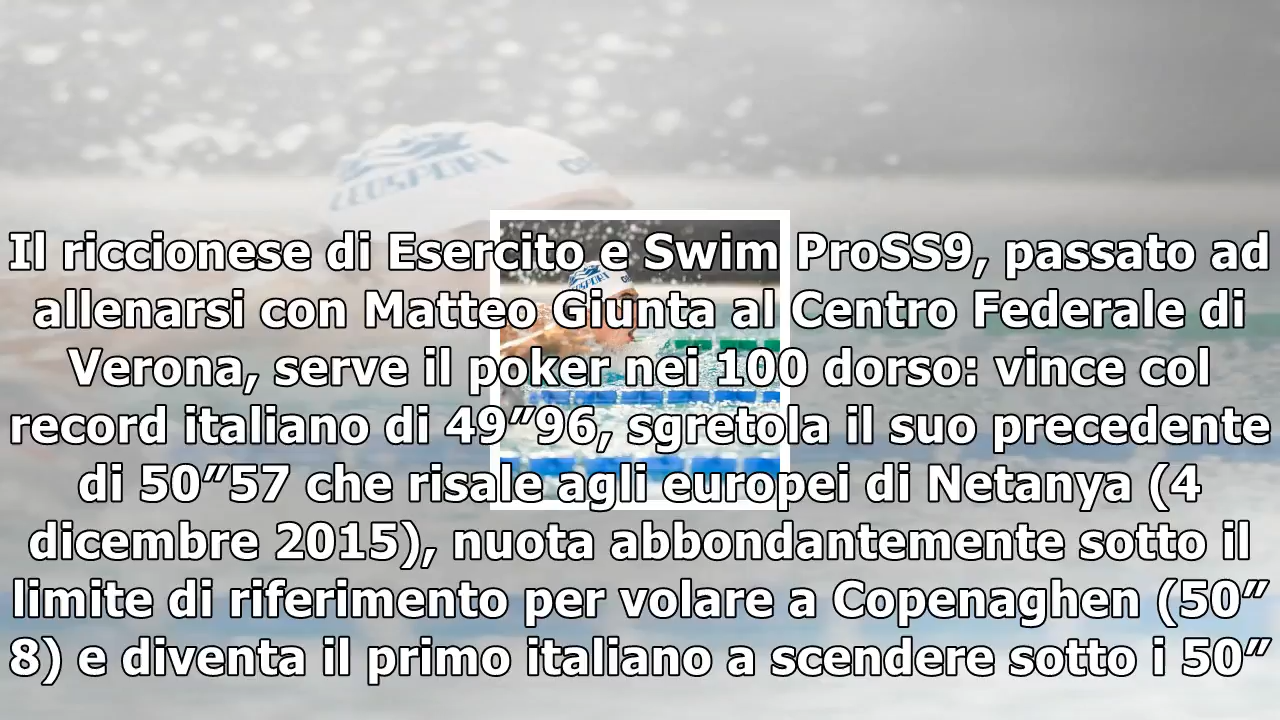 LEOSPORT
Il riccionese di Esercito e Swim ProSS9, passato ad
allenarsi con Matteo Giunta al Centro Federale di
Verona, serve il poker nei 100 dorso: vince col
record italiano di 49”96, sgretola il suo precedente
di 50”57 che risale agli europei di Netanya (4
dicembre 2015), nuota abbondantemente sotto il
limite di riferimento per volare a Copenaghen (50”
8) e diventa il primo italiano a scendere sotto i 50”